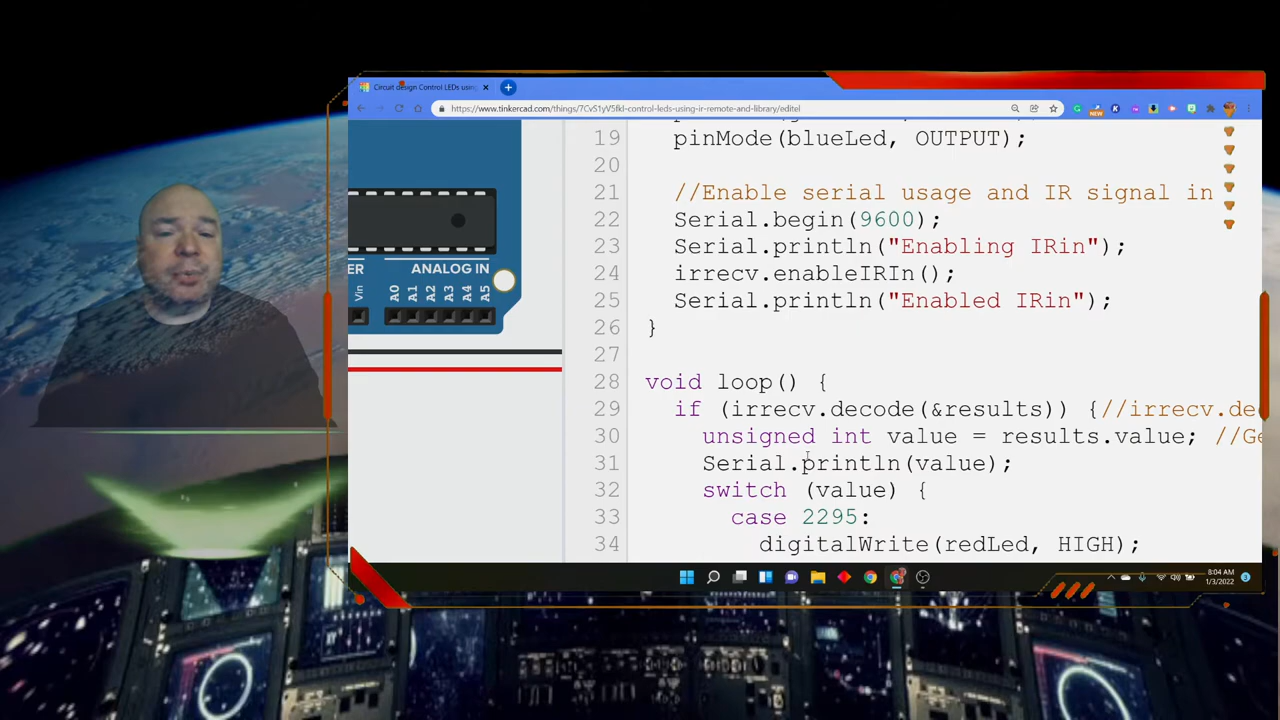 Circuit design Control LEDs usin
https://www.tinkercad.com/things/7CvS1yV5fkl-control-leds-using-ir-remote-and-library/editel
NEW
ER
ANALOG IN
Vin
A0
A1
A2
A3
A4
A5
19 pinMode(blueLed, OUTPUT);
20
21 //Enable serial usage and IR signal in
22 Serial.begin(9600);
23 Serial.println("Enabling IRin");
24 irrecv.enableIRIn();
25 Serial.println("Enabled IRin");
26 }
27
28 void loop() {
29 if (irrecv.decode(&results)) {//irrecv.de
30 unsigned int value = results.value; //Ge
31 Serial.println(value);
32 switch (value) {
33 case 2295:
34 digitalWrite(redLed, HIGH);
8:04 AM
1/3/2022
3